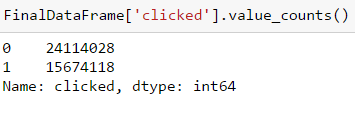 FinalDataFrame['clicked'].value_counts()
0    24114028
1    15674118
Name: clicked, dtype: int64